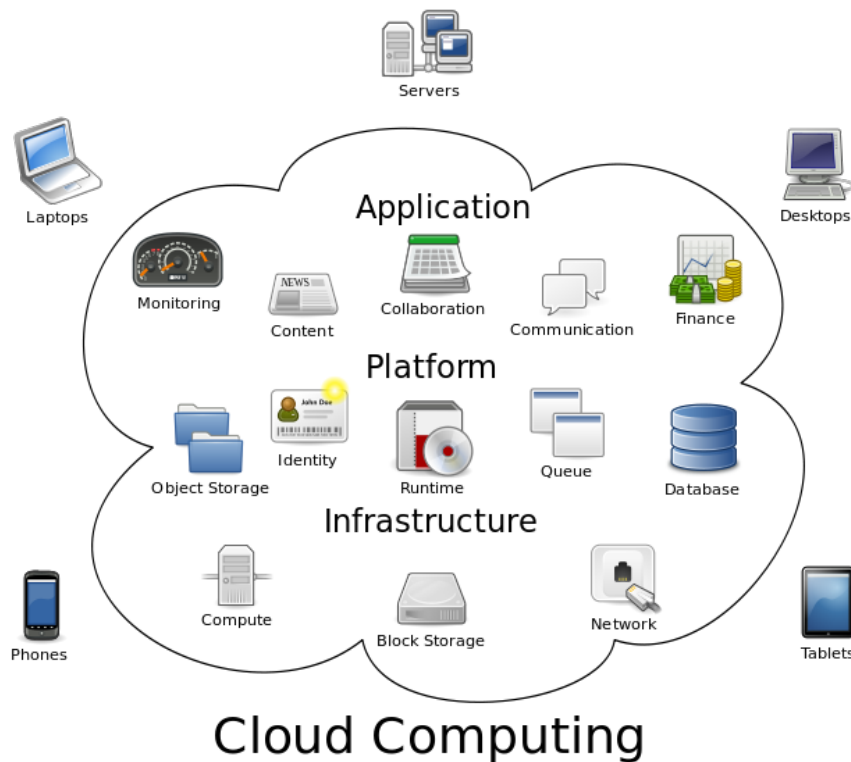 Servers
Laptops
Desktops
Application
Monitoring
NEWS
Content
Collaboration
Communication
Finance
Platform
John Doe
Object Storage
Identity
Runtime
Queue
Database
Infrastructure
Compute
Block Storage
Network
Phones
Tablets
Cloud Computing